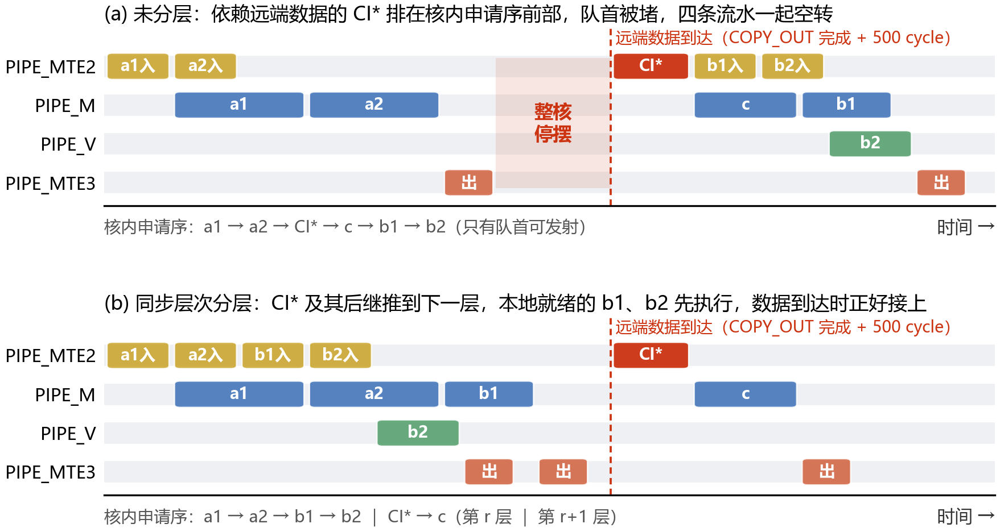 (a) 未分层：依赖远端数据的 CI* 排在核内申请序前部，队首被堵，四条流水一起空转
远端数据到达（COPY_OUT 完成 + 500 cycle）
PIPE_MTE2 a1入 a2入 CI* b1入 b2入
PIPE_M a1 a2 c b1
整核
停摆
PIPE_V b2
PIPE_MTE3 出 出
核内申请序：a1 → a2 → CI* → c → b1 → b2（只有队首可发射） 时间 →
(b) 同步层次分层：CI* 及其后继推到下一层，本地就绪的 b1、b2 先执行，数据到达时正好接上
远端数据到达（COPY_OUT 完成 + 500 cycle）
PIPE_MTE2 a1入 a2入 b1入 b2入 CI*
PIPE_M a1 a2 b1 c
PIPE_V b2
PIPE_MTE3 出 出 出
核内申请序：a1 → a2 → b1 → b2 | CI* → c（第 r 层 | 第 r+1 层） 时间 →